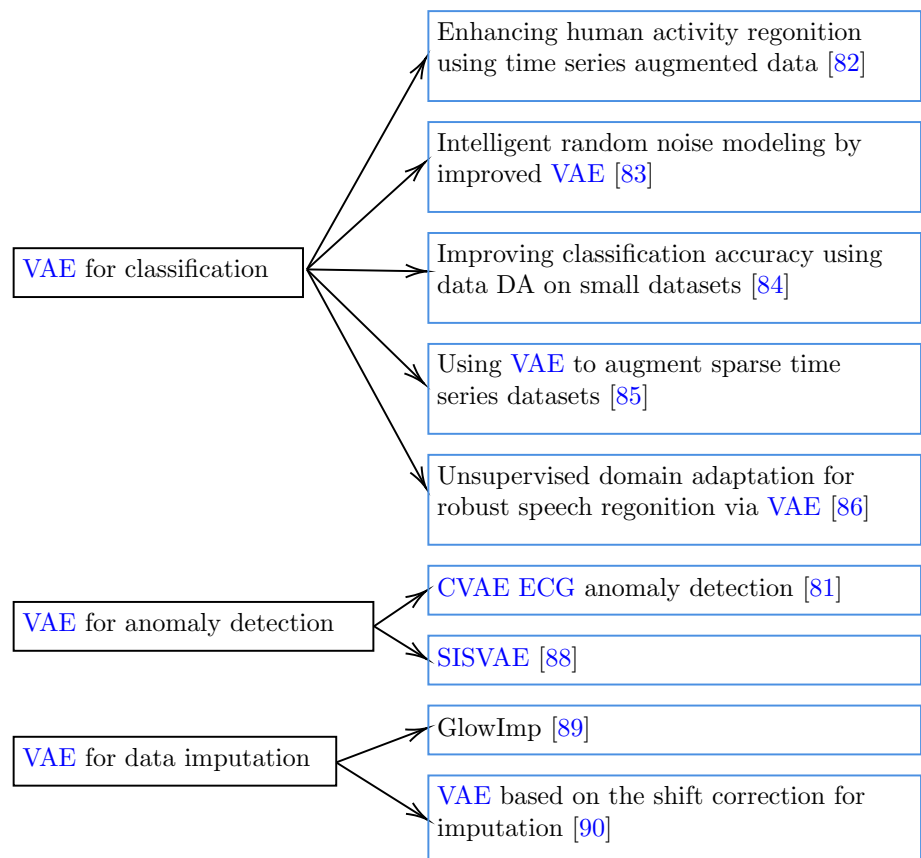 Enhancing human activity regonition
using time series augmented data [82]
Intelligent random noise modeling by
improved VAE [83]
VAE for classification
Improving classification accuracy using
data DA on small datasets [84]
Using VAE to augment sparse time
series datasets [85]
Unsupervised domain adaptation for
robust speech regonition via VAE [86]
VAE for anomaly detection
CVAE ECG anomaly detection [81]
SISVAE [88]
VAE for data imputation
GlowImp [89]
VAE based on the shift correction for
imputation [90]